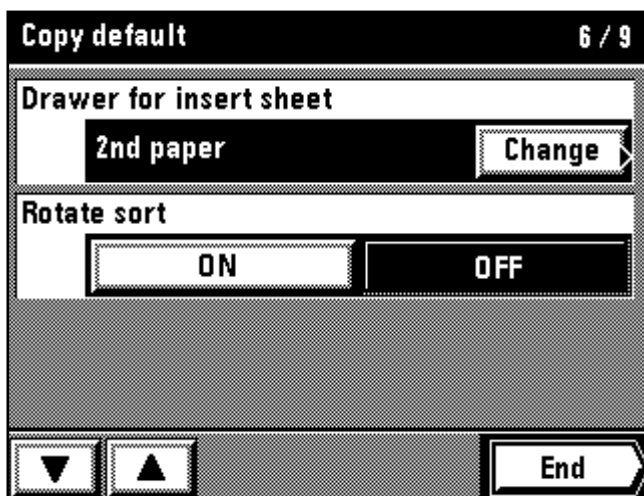 Copy default 6 / 9
Drawer for insert sheet
2nd paper Change
Rotate sort
ON OFF
End